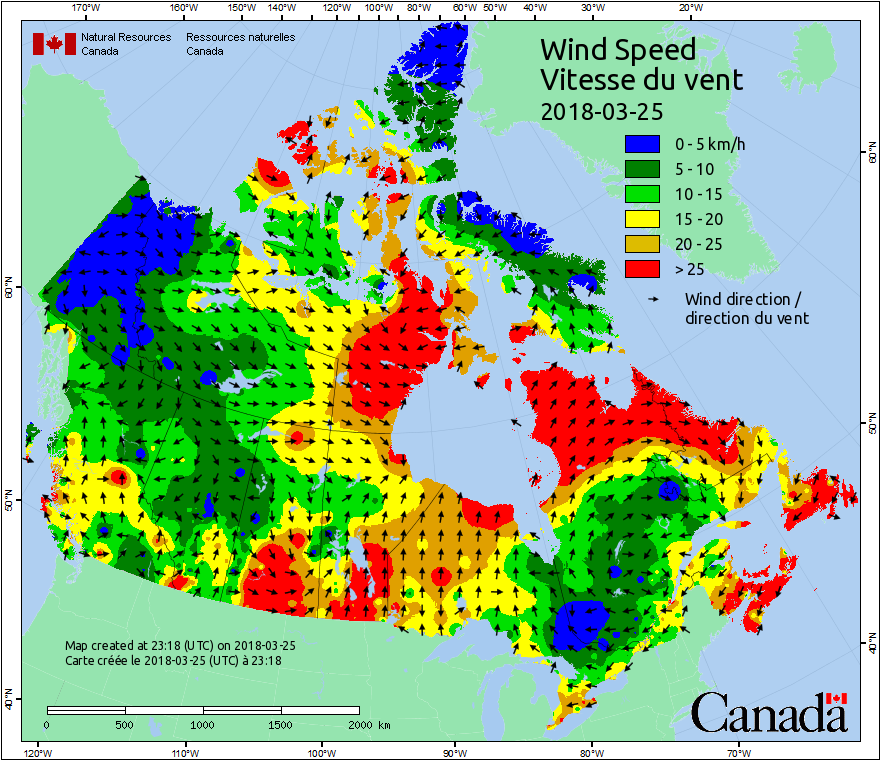 170°W 160°W 150°W 140°W 120°W 100°W 80°W 60°W 50°W 40°W 30°W 20°W
Natural Resources Ressources naturelles
Canada Canada
Wind Speed
Vitesse du vent
2018-03-25
0 - 5 km/h
5 - 10
10 - 15
15 - 20
20 - 25
> 25
Wind direction /
direction du vent
60°N
60°N
50°N
50°N
40°N
40°N
Map created at 23:18 (UTC) on 2018-03-25
Carte créée le 2018-03-25 (UTC) à 23:18
0 500 1000 1500 2000 km
Canada
120°W 110°W 100°W 90°W 80°W 70°W